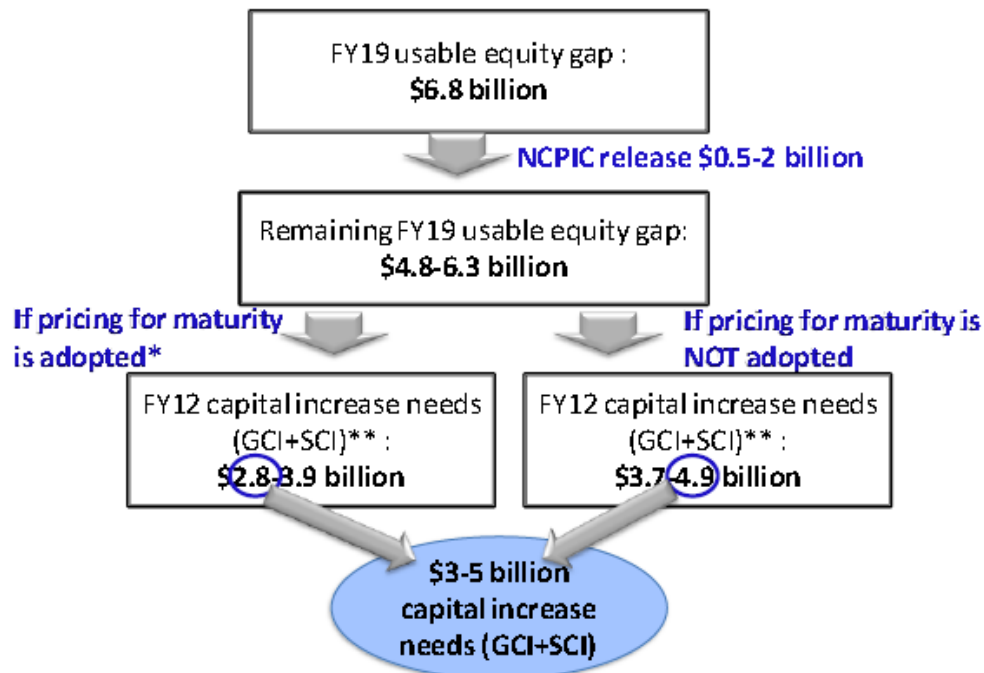 FY19 usable equity gap :
$6.8 billion
NCPIC release $0.5-2 billion
Remaining FY19 usable equity gap:
$4.8-6.3 billion
If pricing for maturity
is adopted*
If pricing for maturity is
NOT adopted
FY12 capital increase needs
(GCI+SCI)** :
$2.8-3.9 billion
FY12 capital increase needs
(GCI+SCI)** :
$3.7-4.9 billion
$3-5 billion
capital increase
needs (GCI+SCI)